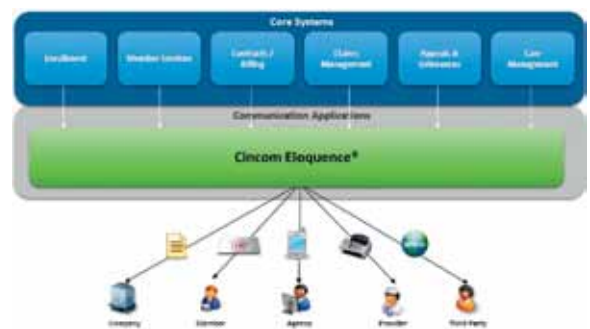 Core Systems
Enrollment
Member Services
Contracts /
Billing
Claims
Management
Appeals &
Grievances
Care
Management
Communication Applications
Cincom Eloquence®
Company
Member
Agency
Provider
Third Party